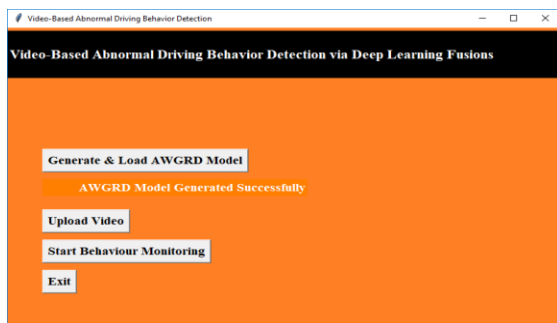 Video-Based Abnormal Driving Behavior Detection
Video-Based Abnormal Driving Behavior Detection via Deep Learning Fusions
Generate & Load AWGRD Model
AWGRD Model Generated Successfully
Upload Video
Start Behaviour Monitoring
Exit